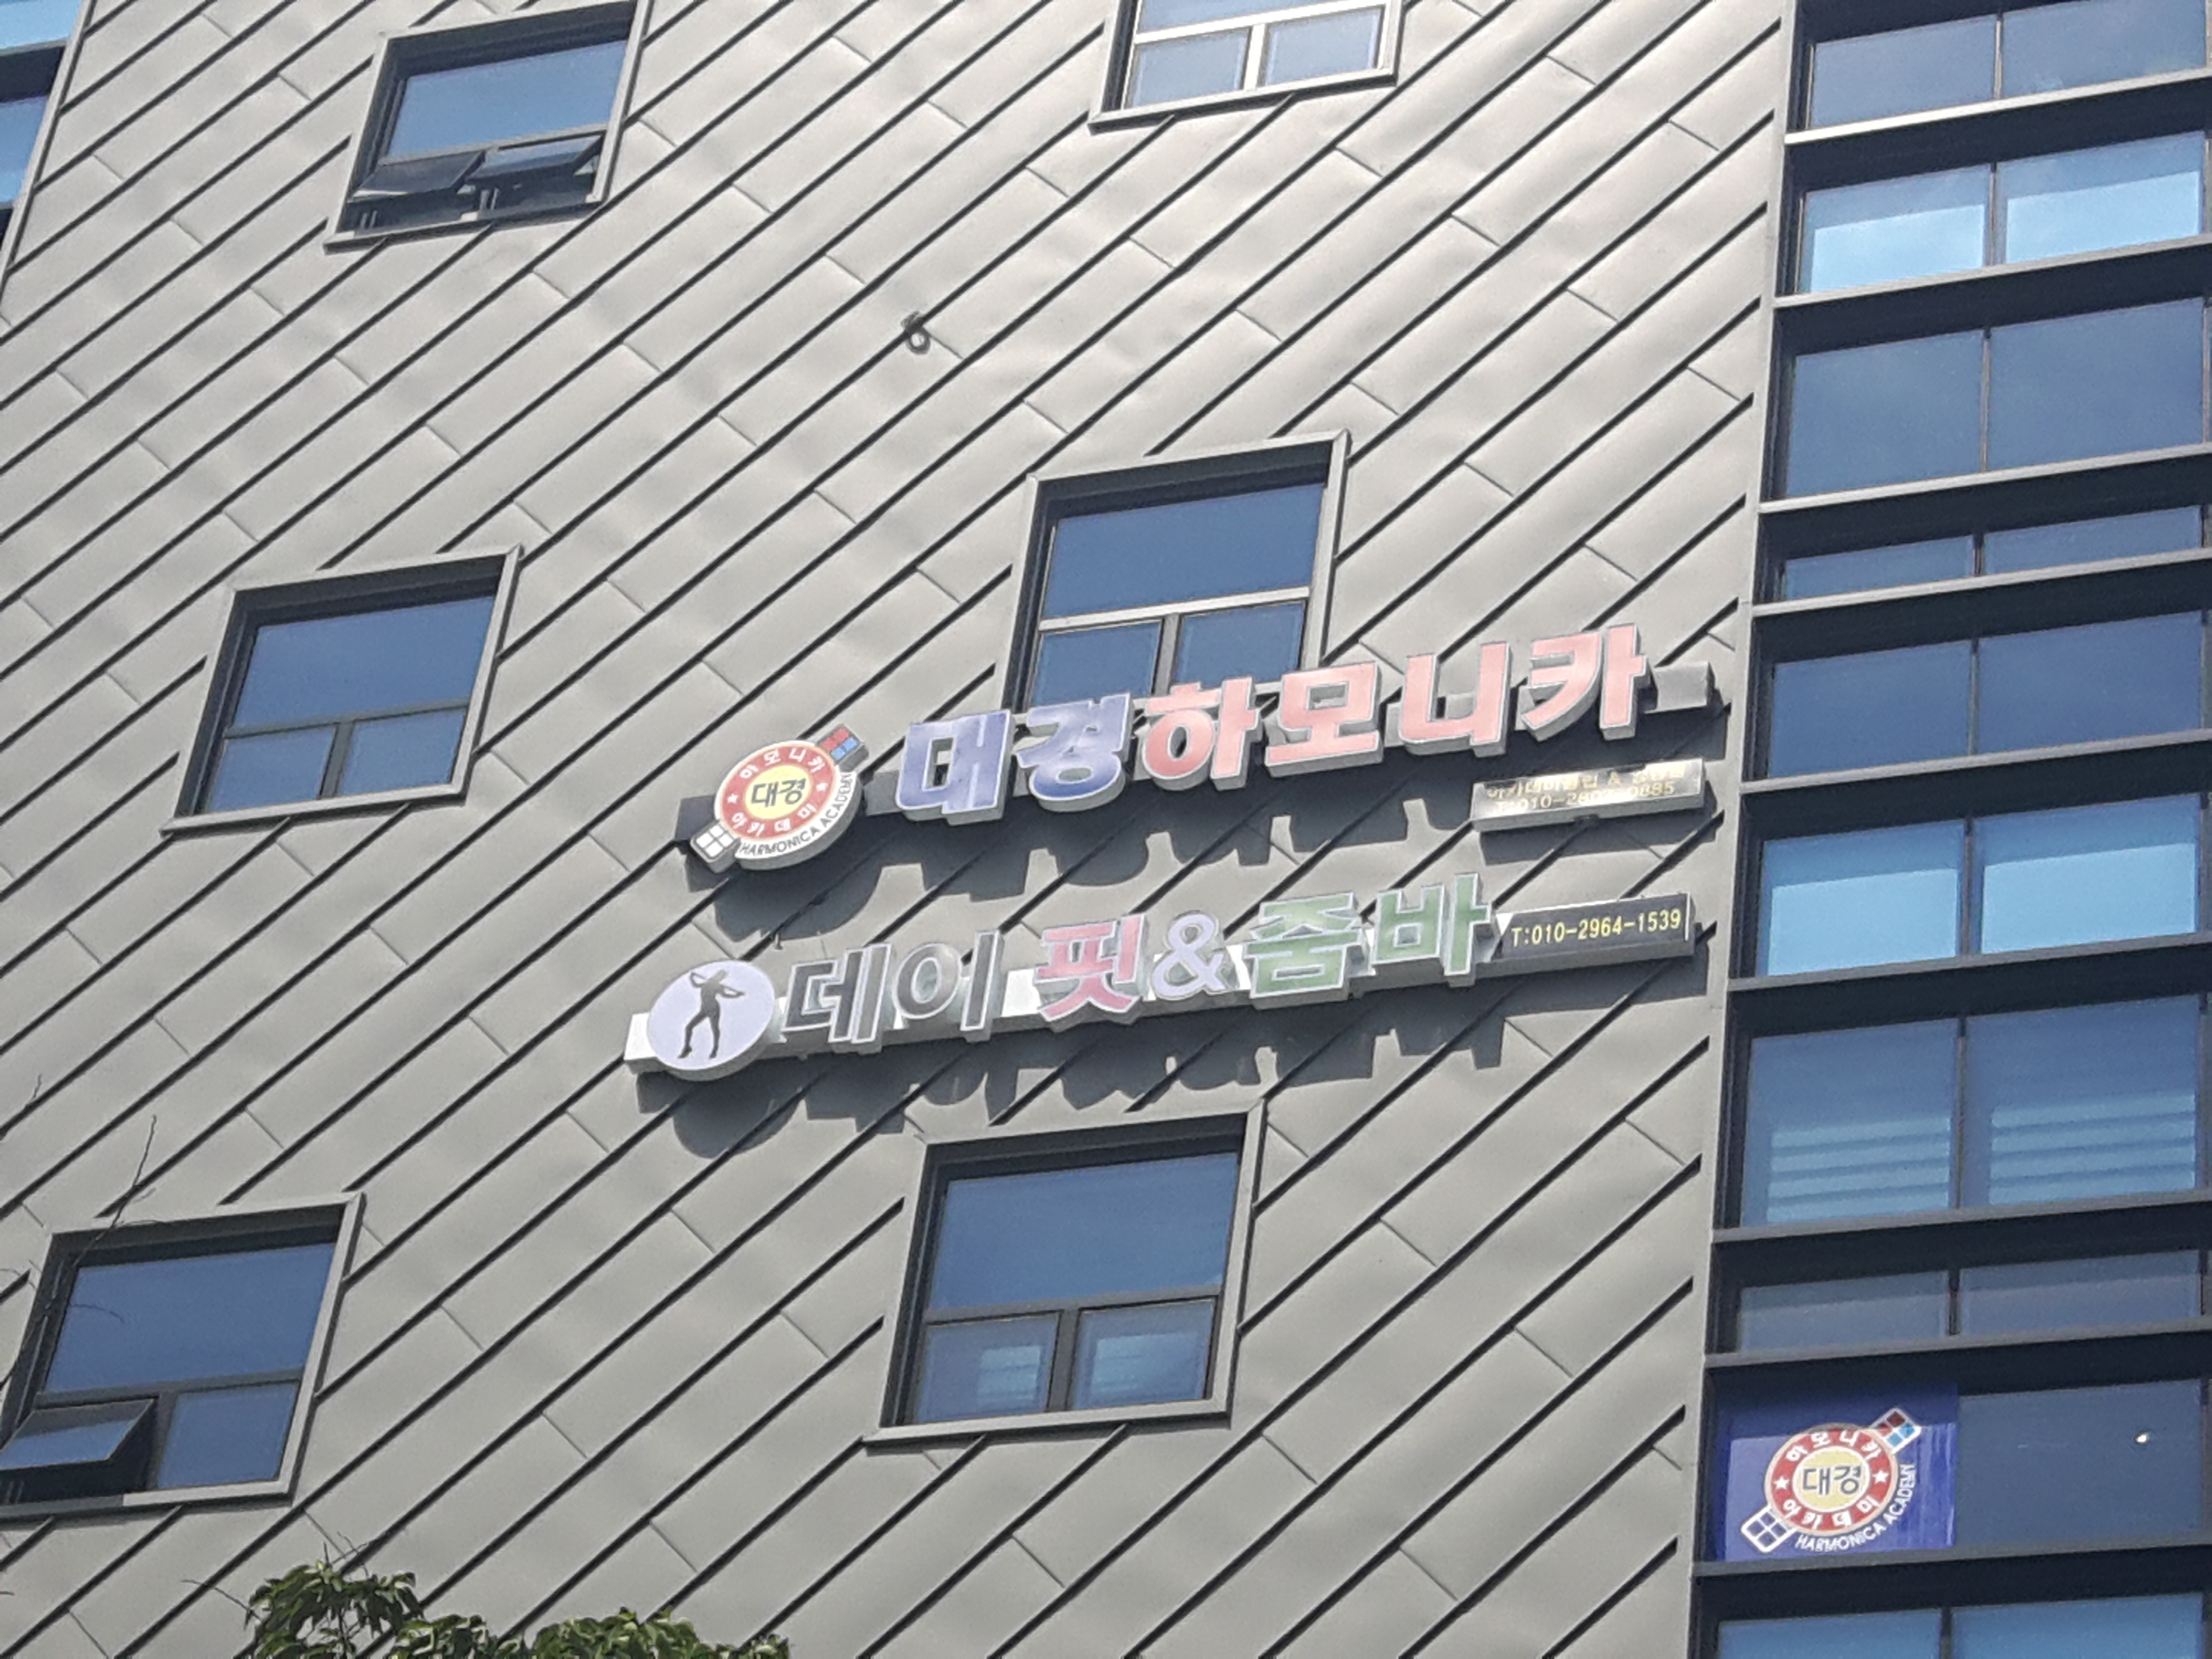 하모니카
대경
아카데미
HARMONICA ACADEMY
대경하모니카
데이 핏&줌바
T:010-2964-1539
하모니카
대경
아카데미
HARMONICA ACADEMY